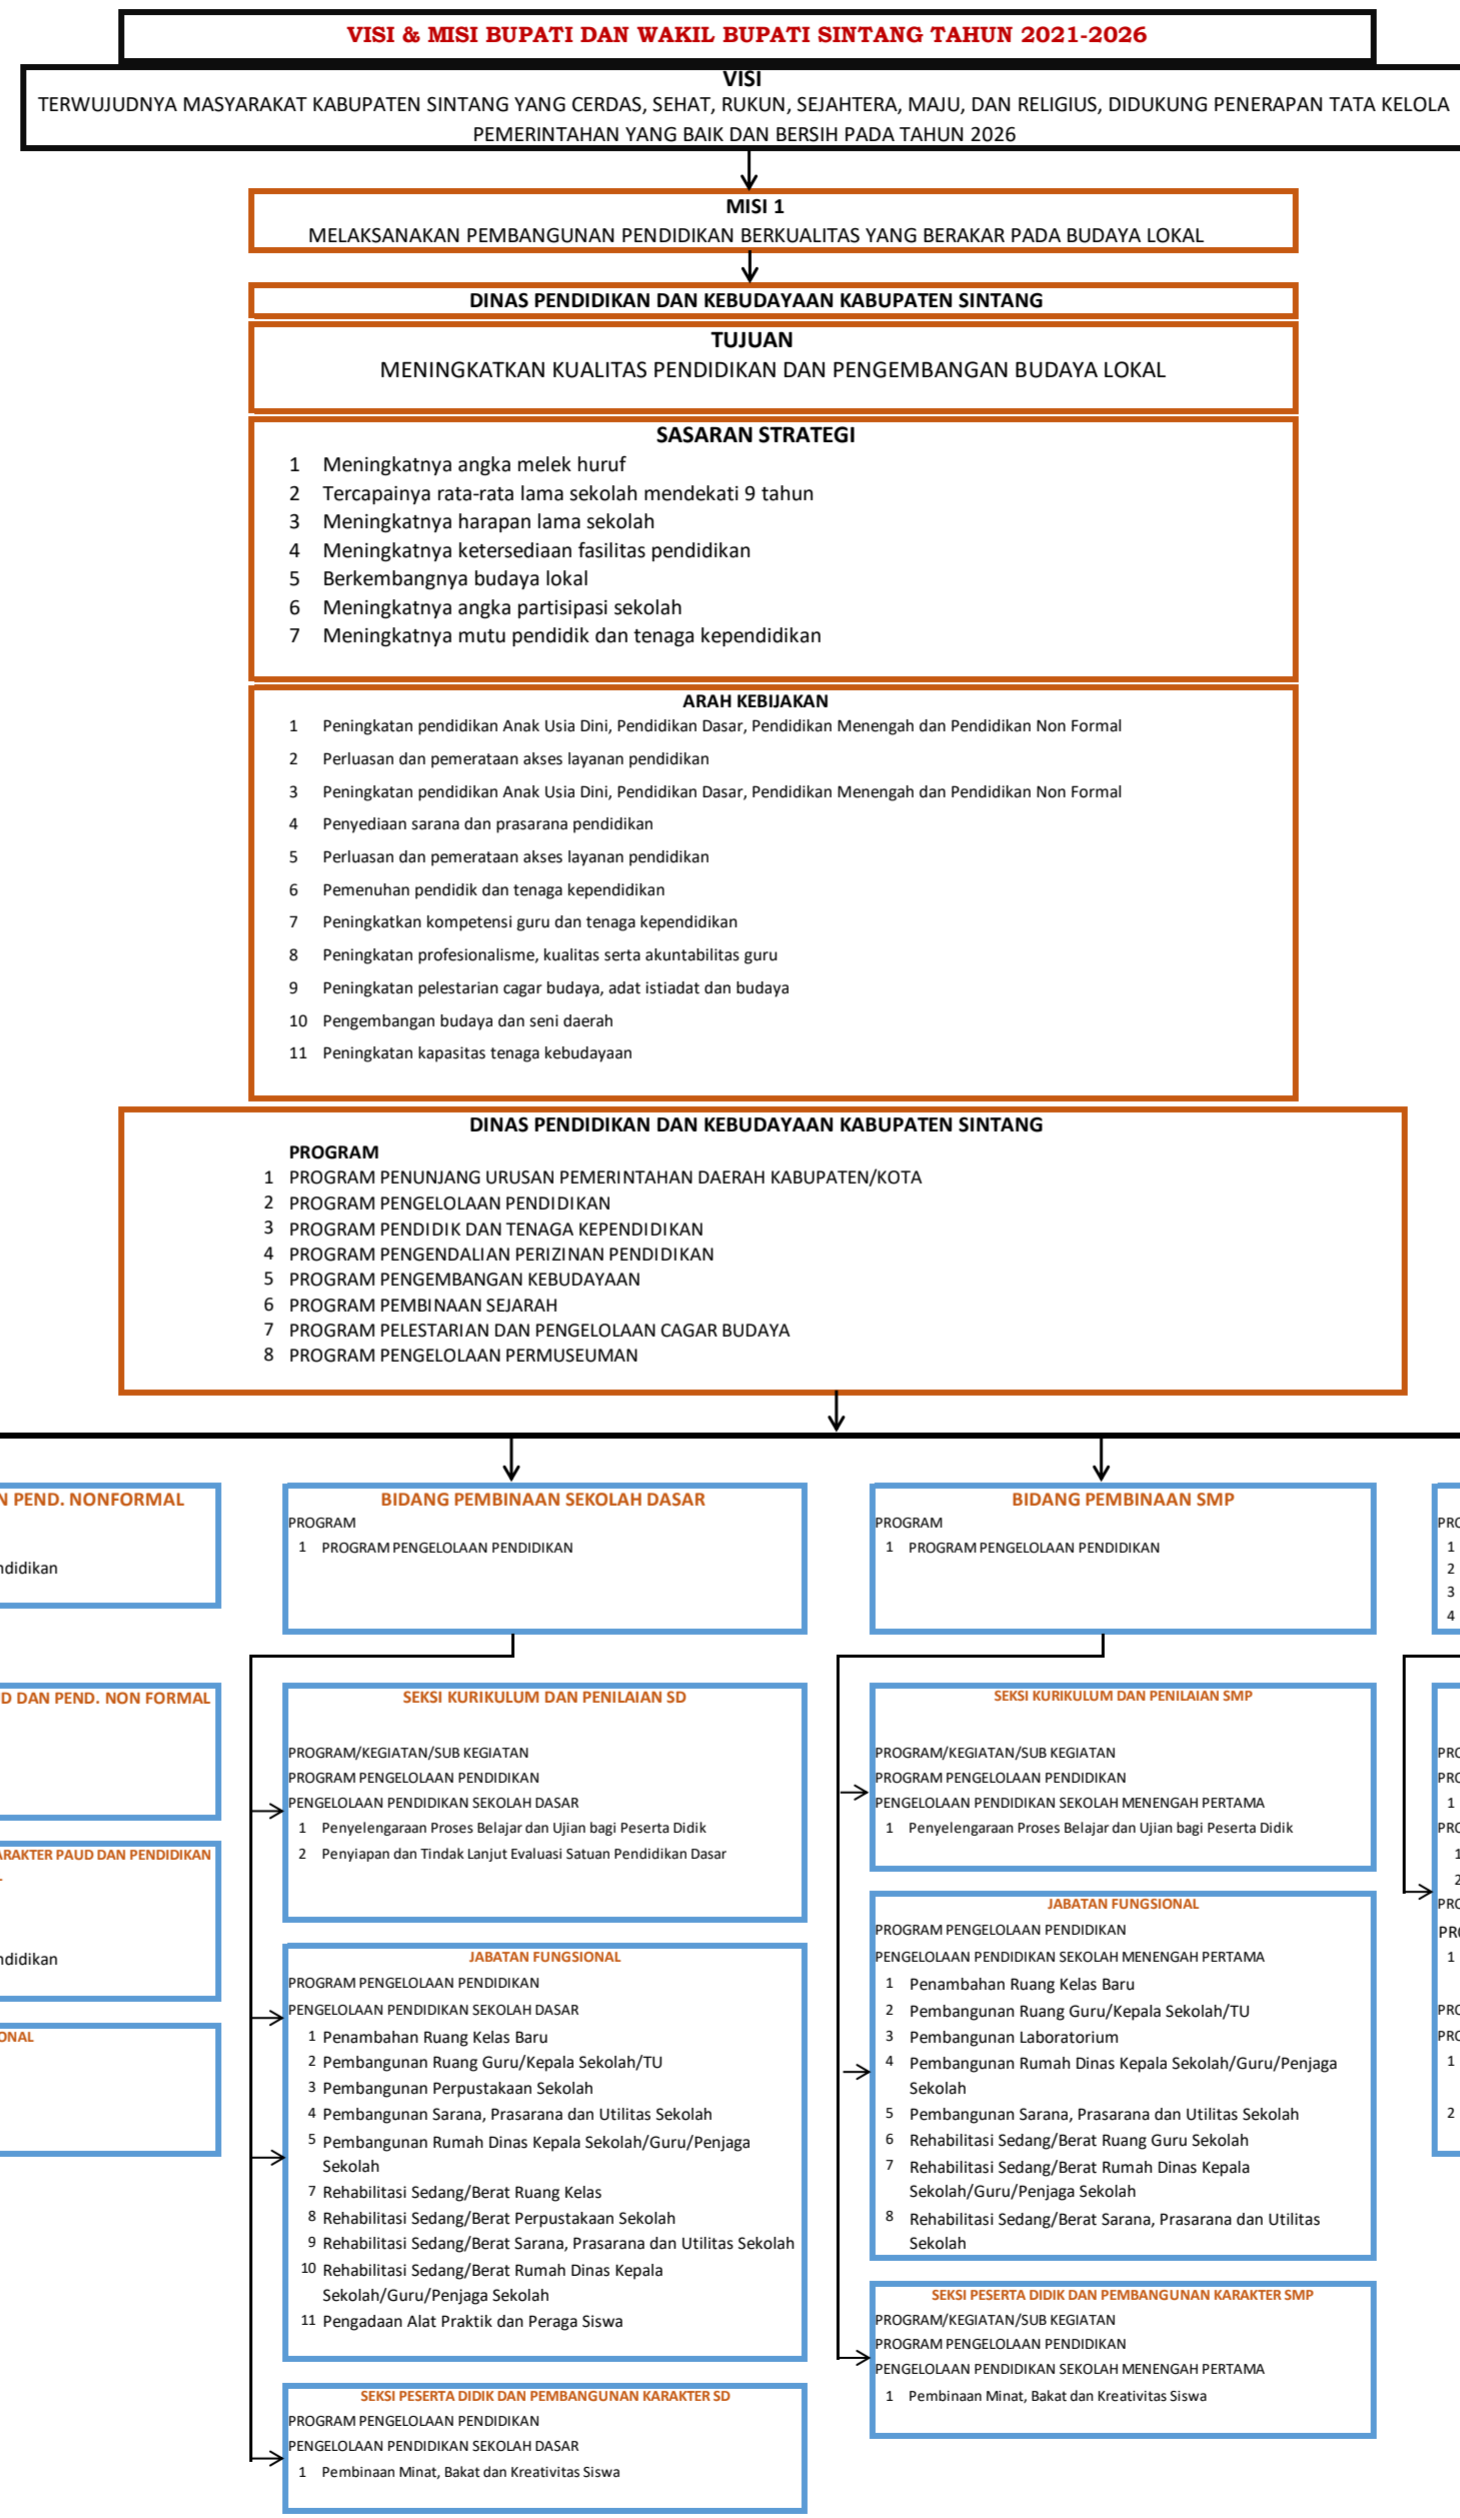 VISI & MISI BUPATI DAN WAKIL BUPATI SINTANG TAHUN 2021-2026
VISI
TERWUJUDNYA MASYARAKAT KABUPATEN SINTANG YANG CERDAS, SEHAT, RUKUN, SEJAHTERA, MAJU, DAN RELIGIUS, DIDUKUNG PENERAPAN TATA KELOLA
PEMERINTAHAN YANG BAIK DAN BERSIH PADA TAHUN 2026
MISI 1
MELAKSANAKAN PEMBANGUNAN PENDIDIKAN BERKUALITAS YANG BERAKAR PADA BUDAYA LOKAL
DINAS PENDIDIKAN DAN KEBUDAYAAN KABUPATEN SINTANG
TUJUAN
MENINGKATKAN KUALITAS PENDIDIKAN DAN PENGEMBANGAN BUDAYA LOKAL
SASARAN STRATEGI
1 Meningkatnya angka melek huruf
2 Tercapainya rata-rata lama sekolah mendekati 9 tahun
3 Meningkatnya harapan lama sekolah
4 Meningkatnya ketersediaan fasilitas pendidikan
5 Berkembangnya budaya lokal
6 Meningkatnya angka partisipasi sekolah
7 Meningkatnya mutu pendidik dan tenaga kependidikan
ARAH KEBIJAKAN
1 Peningkatan pendidikan Anak Usia Dini, Pendidikan Dasar, Pendidikan Menengah dan Pendidikan Non Formal
2 Perluasan dan pemerataan akses layanan pendidikan
3 Peningkatan pendidikan Anak Usia Dini, Pendidikan Dasar, Pendidikan Menengah dan Pendidikan Non Formal
4 Penyediaan sarana dan prasarana pendidikan
5 Perluasan dan pemerataan akses layanan pendidikan
6 Pemenuhan pendidik dan tenaga kependidikan
7 Peningkatkan kompetensi guru dan tenaga kependidikan
8 Peningkatan profesionalisme, kualitas serta akuntabilitas guru
9 Peningkatan pelestarian cagar budaya, adat istiadat dan budaya
10 Pengembangan budaya dan seni daerah
11 Peningkatan kapasitas tenaga kebudayaan
DINAS PENDIDIKAN DAN KEBUDAYAAN KABUPATEN SINTANG
PROGRAM
1 PROGRAM PENUNJANG URUSAN PEMERINTAHAN DAERAH KABUPATEN/KOTA
2 PROGRAM PENGELOLAAN PENDIDIKAN
3 PROGRAM PENDIDIK DAN TENAGA KEPENDIDIKAN
4 PROGRAM PENGENDALIAN PERIZINAN PENDIDIKAN
5 PROGRAM PENGEMBANGAN KEBUDAYAAN
6 PROGRAM PEMBINAAN SEJARAH
7 PROGRAM PELESTARIAN DAN PENGELOLAAN CAGAR BUDAYA
8 PROGRAM PENGELOLAAN PERMUSEUMAN
PEND. NONFORMAL
DAN PEND. NON FORMAL
PAUD DAN PENDIDIKAN
BIDANG PEMBINAAN SEKOLAH DASAR
PROGRAM
1 PROGRAM PENGELOLAAN PENDIDIKAN
SEKSI KURIKULUM DAN PENILAIAN SD
PROGRAM/KEGIATAN/SUB KEGIATAN
PROGRAM PENGELOLAAN PENDIDIKAN
PENGELOLAAN PENDIDIKAN SEKOLAH DASAR
1 Penyelengaraan Proses Belajar dan Ujian bagi Peserta Didik
2 Penyiapan dan Tindak Lanjut Evaluasi Satuan Pendidikan Dasar
JABATAN FUNGSIONAL
PROGRAM PENGELOLAAN PENDIDIKAN
PENGELOLAAN PENDIDIKAN SEKOLAH DASAR
1 Penambahan Ruang Kelas Baru
2 Pembangunan Ruang Guru/Kepala Sekolah/TU
3 Pembangunan Perpustakaan Sekolah
4 Pembangunan Sarana, Prasarana dan Utilitas Sekolah
5 Pembangunan Rumah Dinas Kepala Sekolah/Guru/Penjaga
Sekolah
7 Rehabilitasi Sedang/Berat Ruang Kelas
8 Rehabilitasi Sedang/Berat Perpustakaan Sekolah
9 Rehabilitasi Sedang/Berat Sarana, Prasarana dan Utilitas Sekolah
10 Rehabilitasi Sedang/Berat Rumah Dinas Kepala
Sekolah/Guru/Penjaga Sekolah
11 Pengadaan Alat Praktik dan Peraga Siswa
SEKSI PESERTA DIDIK DAN PEMBANGUNAN KARAKTER SD
PROGRAM PENGELOLAAN PENDIDIKAN
PENGELOLAAN PENDIDIKAN SEKOLAH DASAR
1 Pembinaan Minat, Bakat dan Kreativitas Siswa
BIDANG PEMBINAAN SMP
PROGRAM
1 PROGRAM PENGELOLAAN PENDIDIKAN
SEKSI KURIKULUM DAN PENILAIAN SMP
PROGRAM/KEGIATAN/SUB KEGIATAN
PROGRAM PENGELOLAAN PENDIDIKAN
PENGELOLAAN PENDIDIKAN SEKOLAH MENENGAH PERTAMA
1 Penyelengaraan Proses Belajar dan Ujian bagi Peserta Didik
JABATAN FUNGSIONAL
PROGRAM PENGELOLAAN PENDIDIKAN
PENGELOLAAN PENDIDIKAN SEKOLAH MENENGAH PERTAMA
1 Penambahan Ruang Kelas Baru
2 Pembangunan Ruang Guru/Kepala Sekolah/TU
3 Pembangunan Laboratorium
4 Pembangunan Rumah Dinas Kepala Sekolah/Guru/Penjaga
Sekolah
5 Pembangunan Sarana, Prasarana dan Utilitas Sekolah
6 Rehabilitasi Sedang/Berat Ruang Guru Sekolah
7 Rehabilitasi Sedang/Berat Rumah Dinas Kepala
Sekolah/Guru/Penjaga Sekolah
8 Rehabilitasi Sedang/Berat Sarana, Prasarana dan Utilitas
Sekolah
SEKSI PESERTA DIDIK DAN PEMBANGUNAN KARAKTER SMP
PROGRAM/KEGIATAN/SUB KEGIATAN
PROGRAM PENGELOLAAN PENDIDIKAN
PENGELOLAAN PENDIDIKAN SEKOLAH MENENGAH PERTAMA
1 Pembinaan Minat, Bakat dan Kreativitas Siswa
1
2
3
4
1
1
2
1
1
2